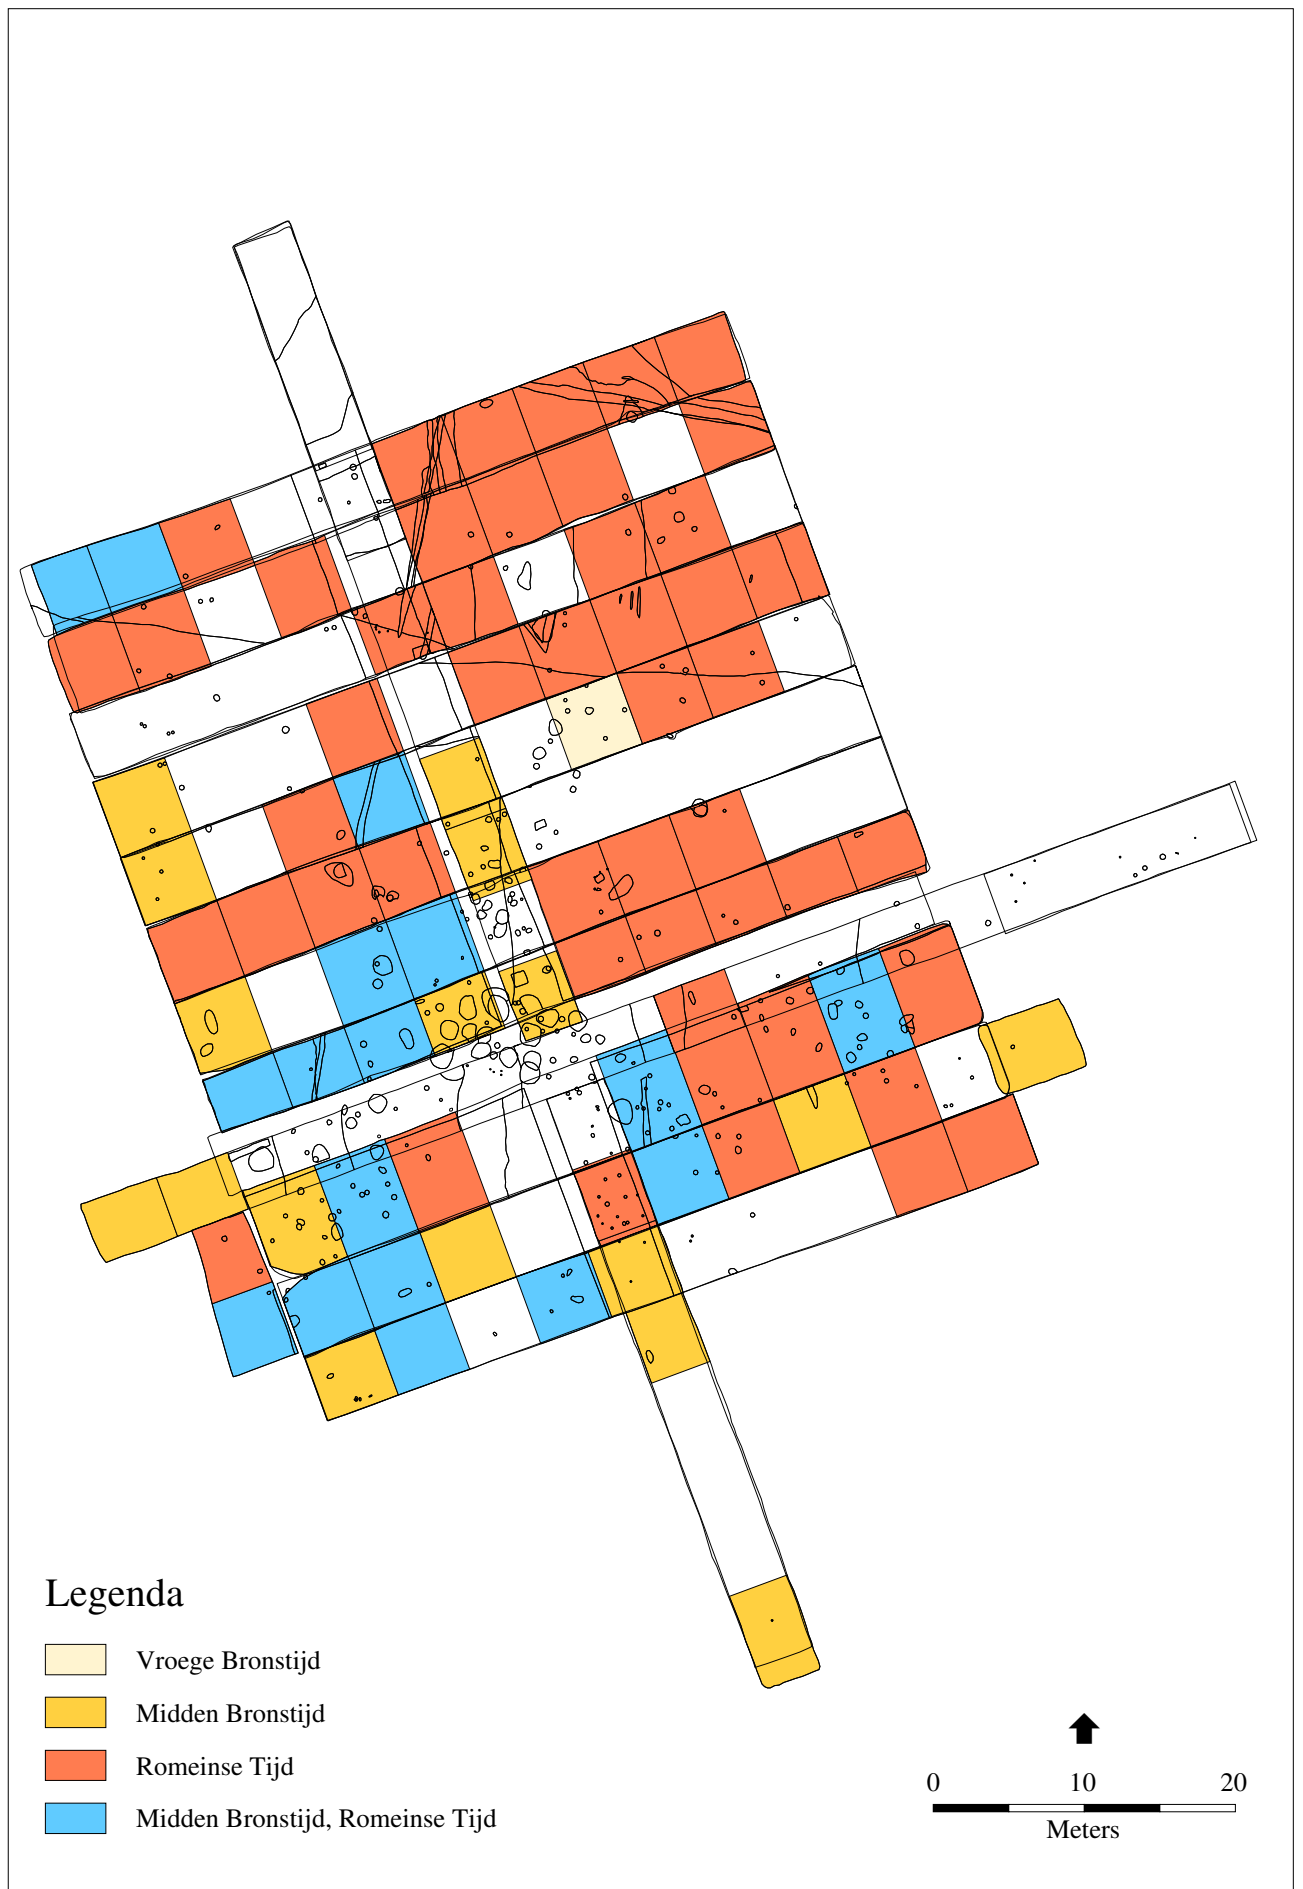 Legenda
Vroege Bronstijd
Midden Bronstijd
Romeinse Tijd
Midden Bronstijd, Romeinse Tijd
0 10 20
Meters